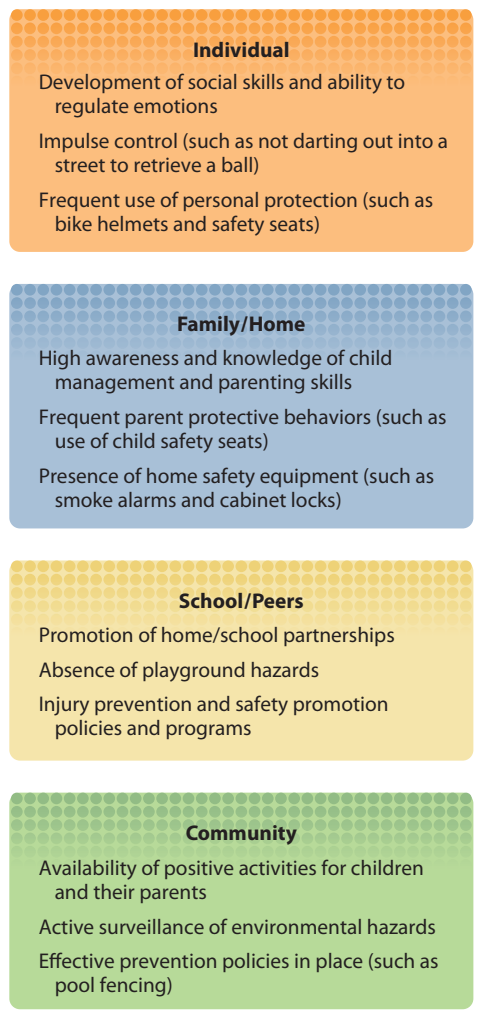 Individual
Development of social skills and ability to
regulate emotions
Impulse control (such as not darting out into a
street to retrieve a ball)
Frequent use of personal protection (such as
bike helmets and safety seats)
Family/Home
High awareness and knowledge of child
management and parenting skills
Frequent parent protective behaviors (such as
use of child safety seats)
Presence of home safety equipment (such as
smoke alarms and cabinet locks)
School/Peers
Promotion of home/school partnerships
Absence of playground hazards
Injury prevention and safety promotion
policies and programs
Community
Availability of positive activities for children
and their parents
Active surveillance of environmental hazards
Effective prevention policies in place (such as
pool fencing)